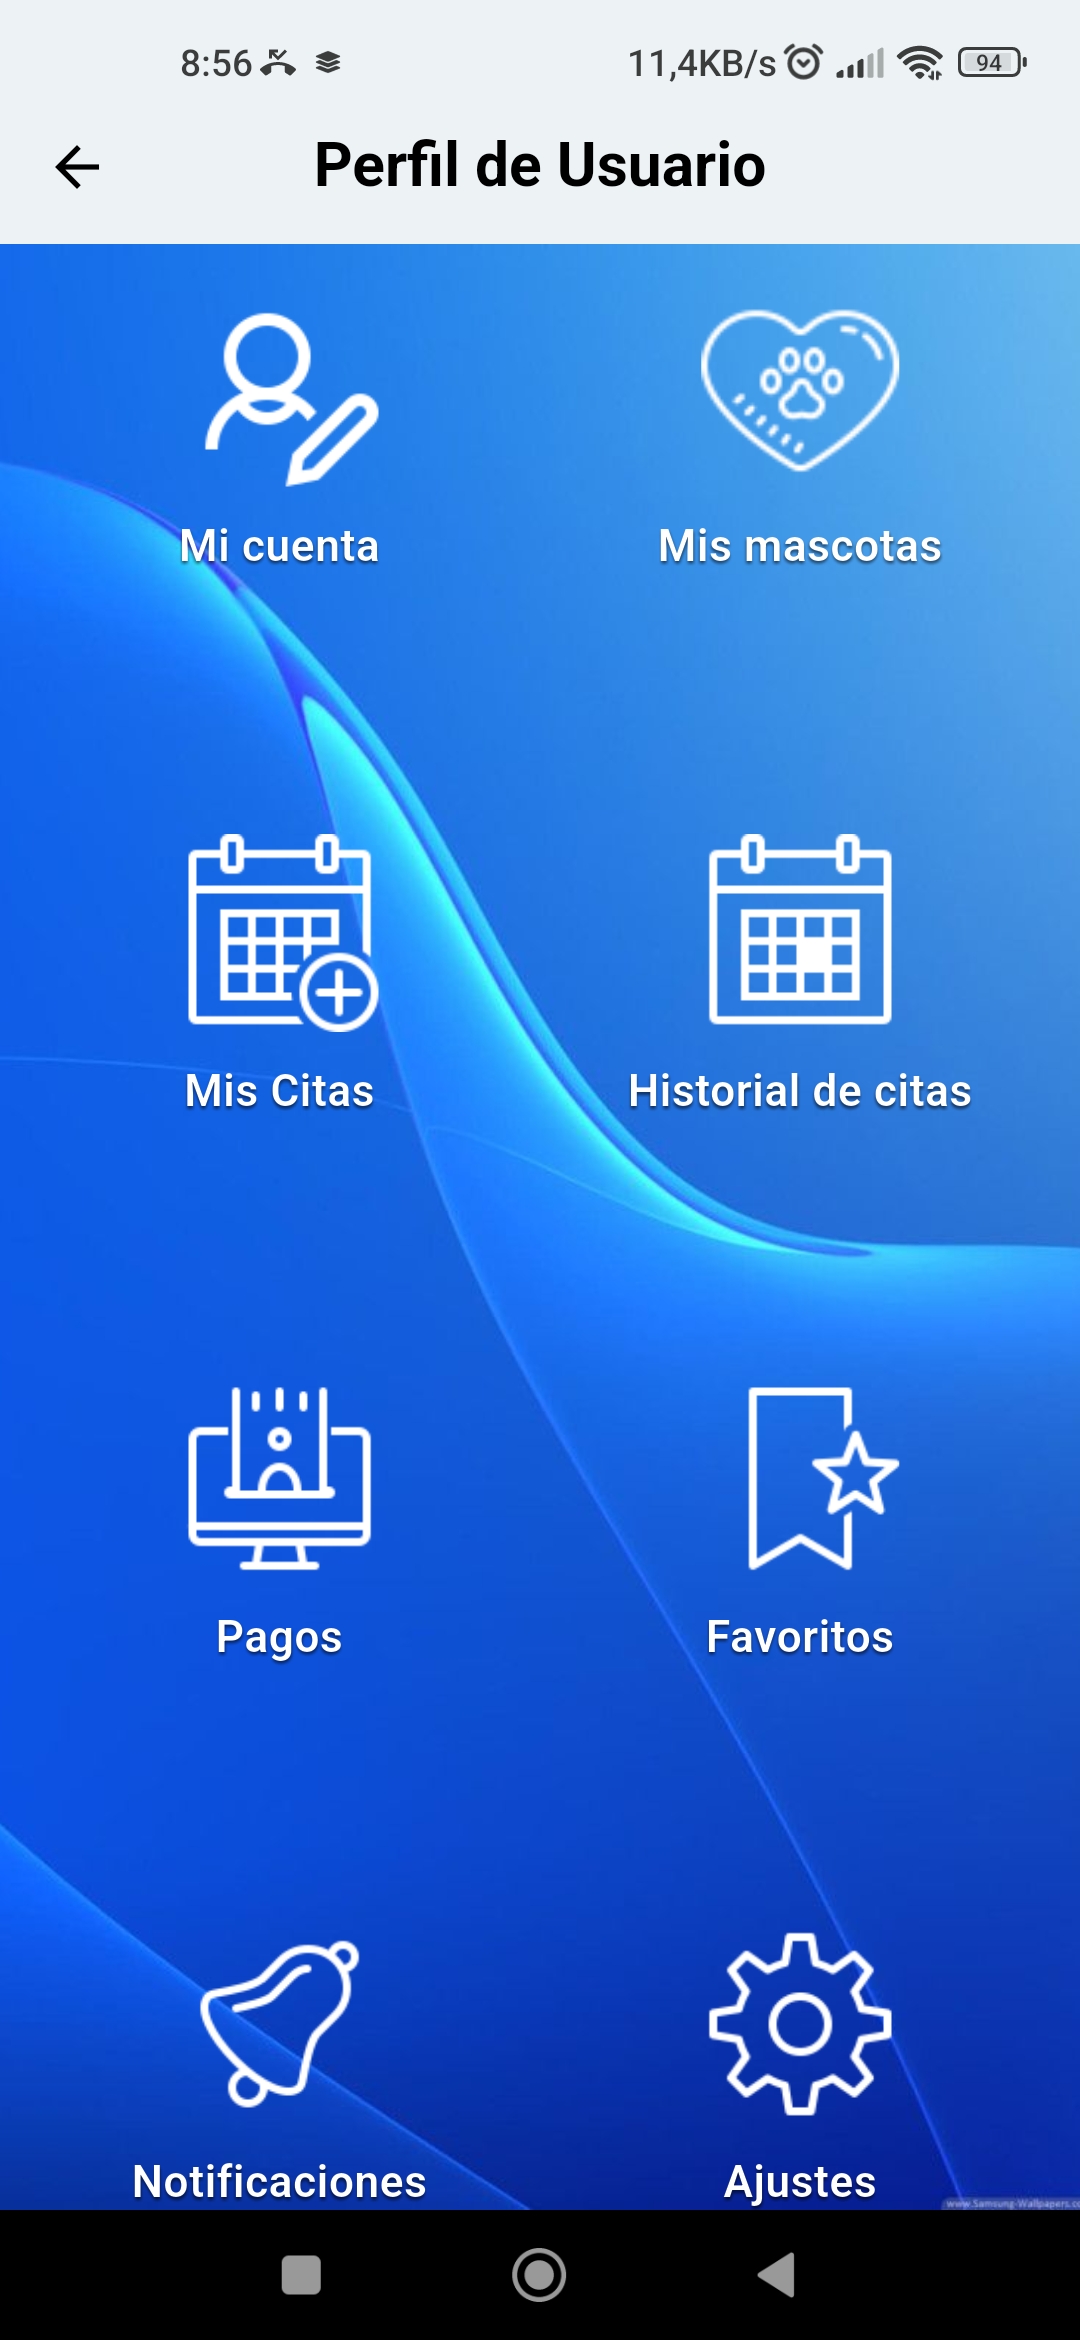 8:56 11,4KB/s 94
Perfil de Usuario
Mi cuenta Mis mascotas
Mis Citas Historial de citas
Pagos Favoritos
Notificaciones Ajustes